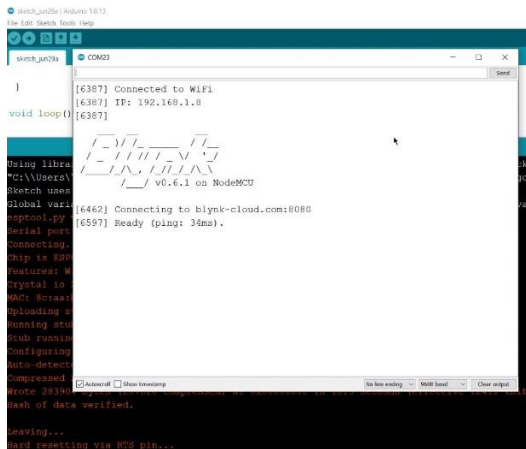 sketch_jun29a | Arduino 1.8.13
File Edit Sketch Tools Help
sketch_jun29a
COM23
Send
}
void loop()
[6387] Connected to WiFi
[6387] IP: 192.168.1.8
[6387]
/___/ v0.6.1 on NodeMCU
[6462] Connecting to blynk-cloud.com:8080
[6597] Ready (ping: 34ms).
Using libra
"C:\\Users\\
Sketch uses
Global varia
esptool.py
Serial port
Connecting.
Chip is ESP
Features: W
Crystal is
MAC: 8c:aa:
Uploading s
Running stu
Stub runnin
Configuring
Auto-detect
Compressed
Autoscroll Show timestamp
No line ending 9600 baud Clear output
Wrote 28390
Hash of data verified.
Leaving...
Hard resetting via RTS pin...